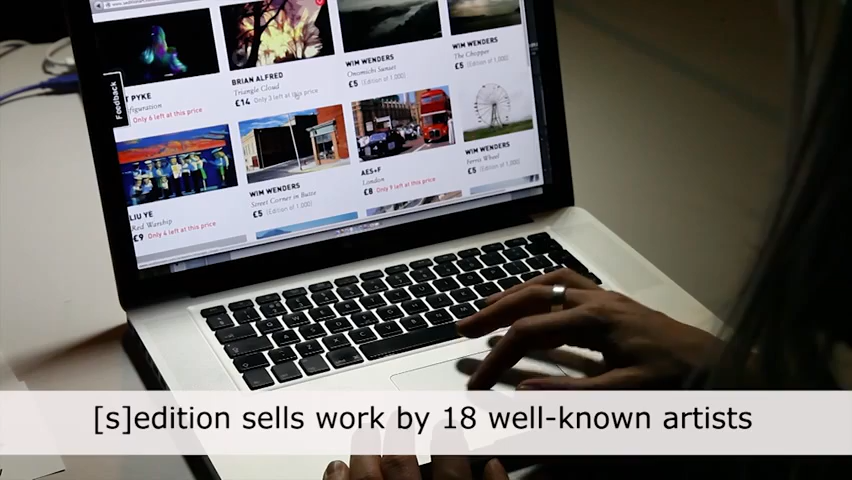 WIM WENDERS
The Chopper
£5 (Edition of 1,000)
WIM WENDERS
Onomichi Sunset
£5 (Edition of 1,000)
BRIAN ALFRED
Triangle Cloud
£14 Only 3 left at this price
T PYKE
figuration
Only 6 left at this price
Feedback
WIM WENDERS
Ferris Wheel
£5 (Edition of 1,000)
AES+F
London
£8 Only 9 left at this price
WIM WENDERS
Street Corner in Butte
£5 (Edition of 1,000)
LIU YE
Red Warship
£9 Only 4 left at this price
[s]edition sells work by 18 well-known artists